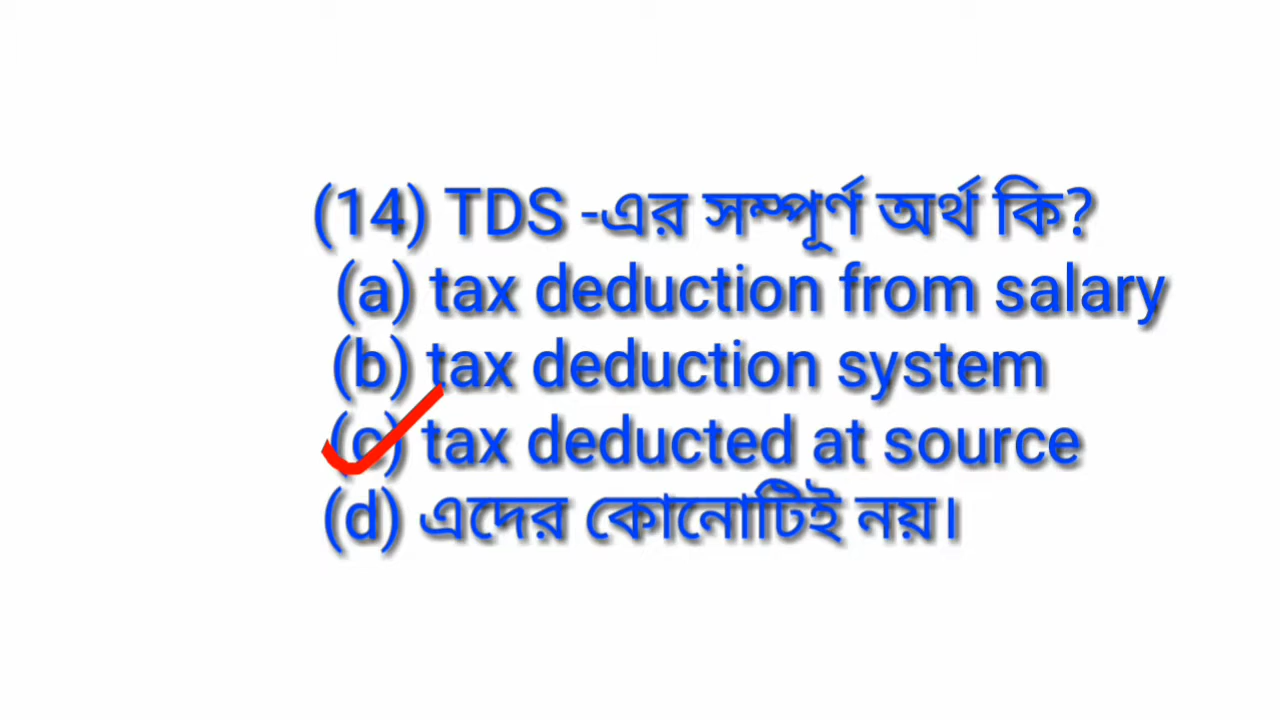 (14) TDS -এর সম্পূর্ণ অর্থ কি?
(a) tax deduction from salary
(b) tax deduction system
(c) tax deducted at source
(d) এদের কোনোটিই নয়।